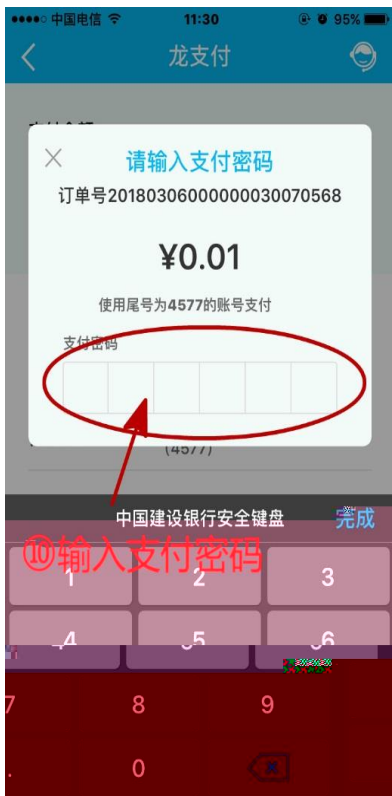 中国电信 11:30 95%
龙支付
请输入支付密码
订单号20180306000000030070568
¥0.01
使用尾号为4577的账号支付
支付密码
(4577)
中国建设银行安全键盘 完成
⑩输入支付密码
1 2 3
4 5 6
7 8 9
. 0